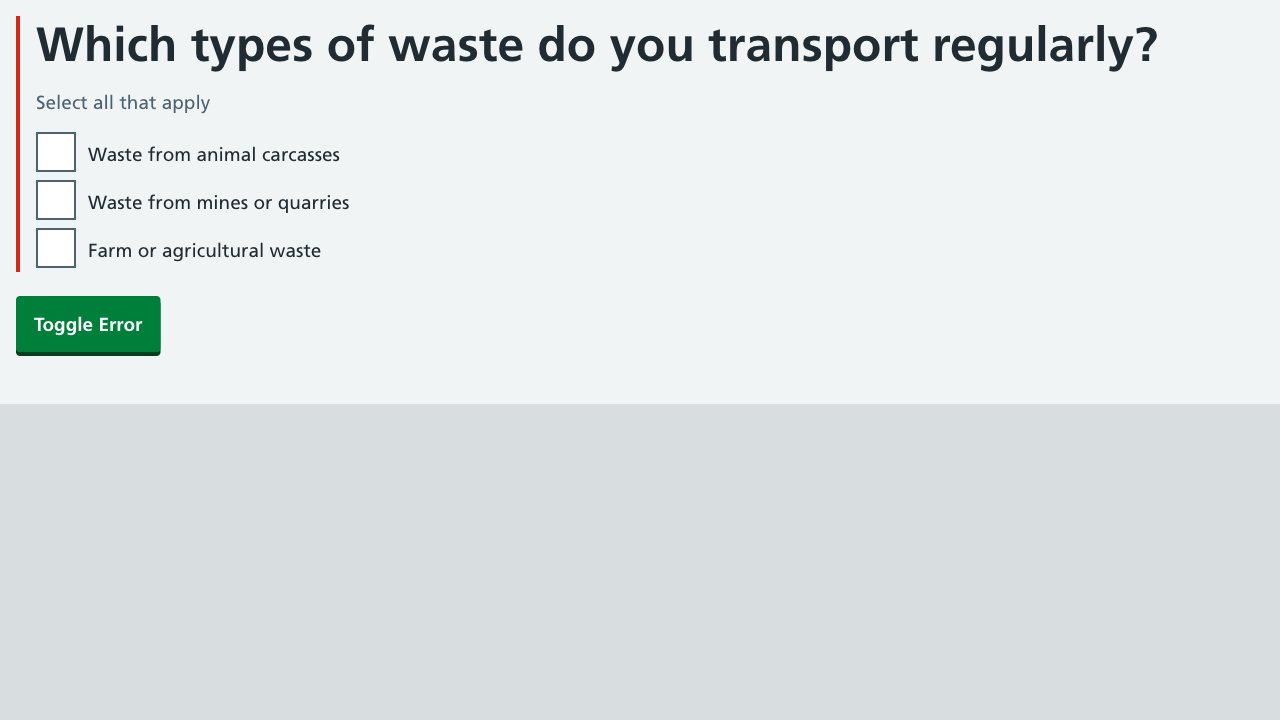 Which types of waste do you transport regularly?
Select all that apply
Waste from animal carcasses
Waste from mines or quarries
Farm or agricultural waste
Toggle Error